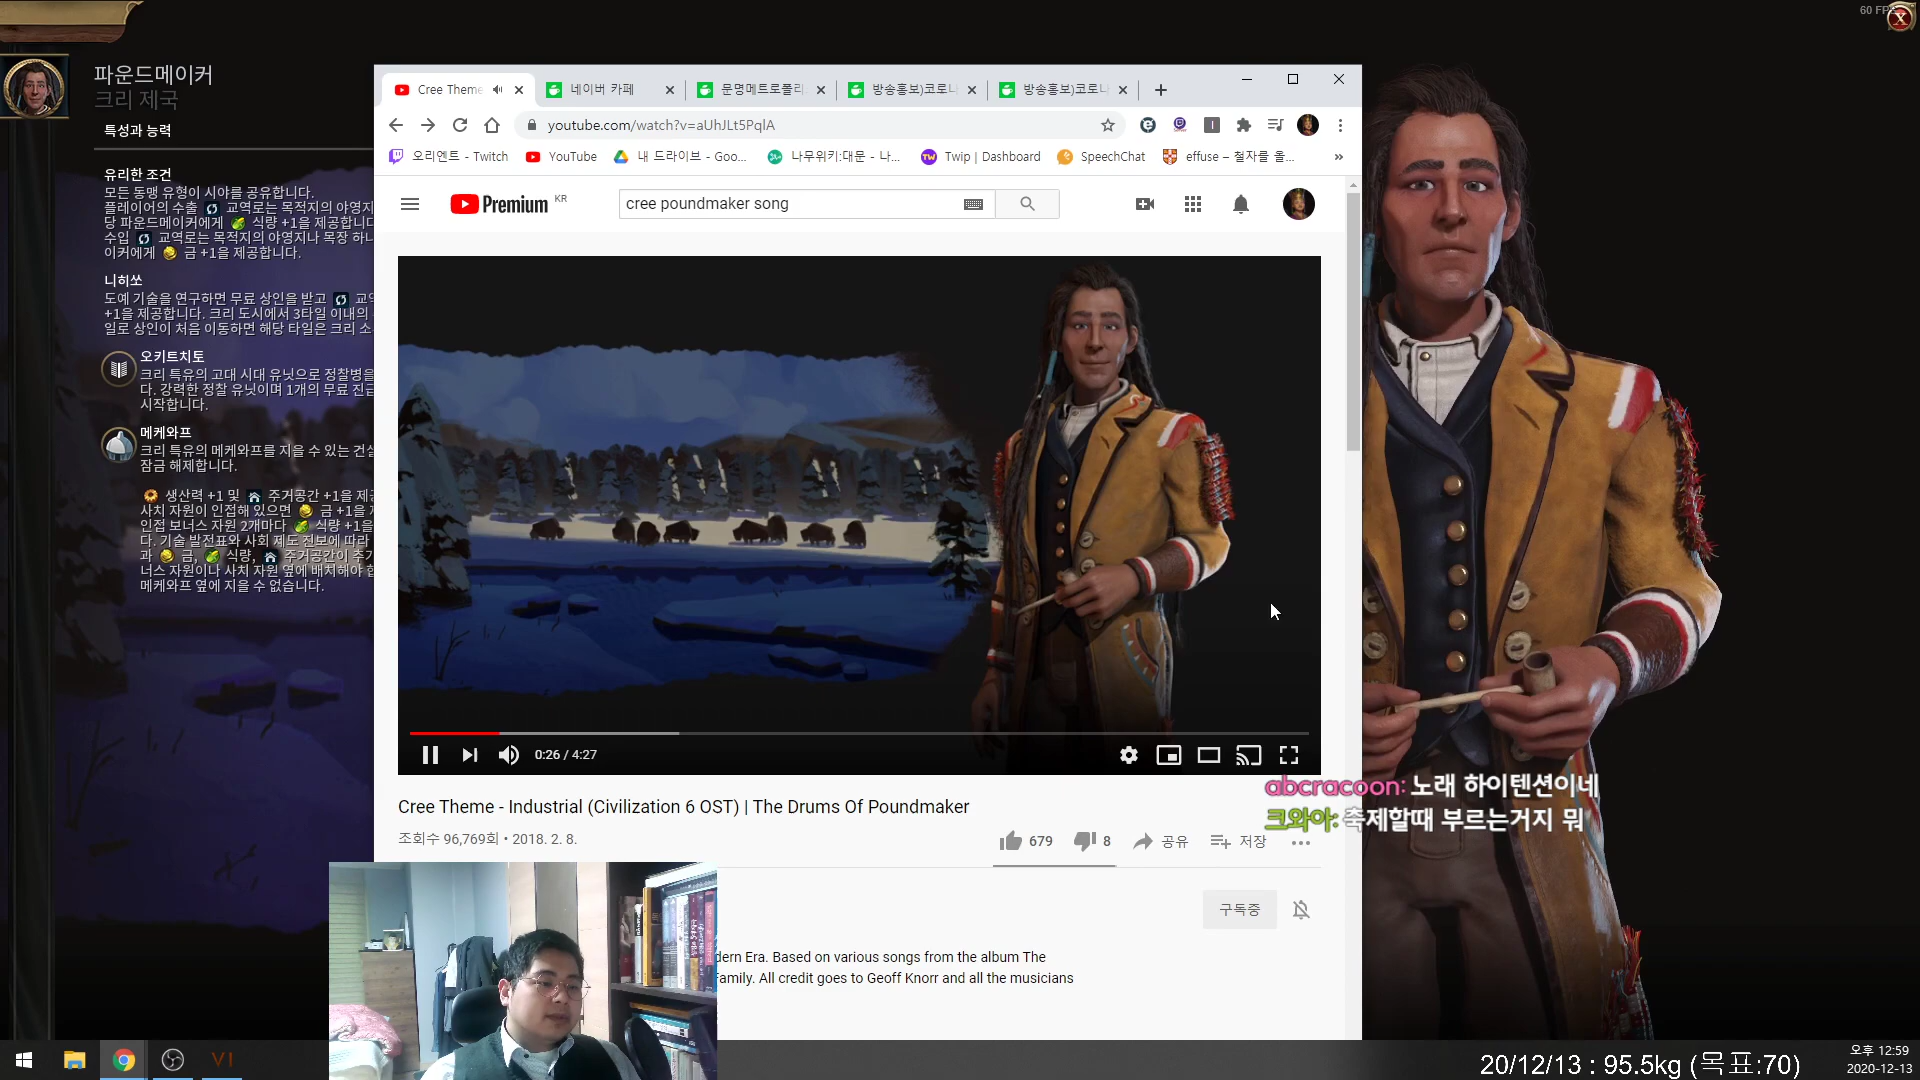 60 FP
파운드메이커
크리 제국
특성과 능력
유리한 조건
모든 동맹 유형이 시야를 공유합니다.
플레이어의 수출 교역로는 목적지의 야영지
당 파운드메이커에게 식량 +1을 제공합니다
수입 교역로는 목적지의 야영지나 목장 하나
이커에게 금 +1을 제공합니다.
니히쏘
도예 기술을 연구하면 무료 상인을 받고 교역
+1을 제공합니다. 크리 도시에서 3타일 이내의
일로 상인이 처음 이동하면 해당 타일은 크리 소
오키트치토
크리 특유의 고대 시대 유닛으로 정찰병을
다. 강력한 정찰 유닛이며 1개의 무료 진급
시작합니다.
메케와프
크리 특유의 메케와프를 지을 수 있는 건설
잠금 해제합니다.
생산력 +1 및 주거공간 +1을 제공
사치 자원이 인접해 있으면 금 +1을
인접 보너스 자원 2개마다 식량 +1을
다. 기술 발전표와 사회 제도 진보에 따라
과 금, 식량, 주거공간이 추가
너스 자원이나 사치 자원 옆에 배치해야 합
메케와프 옆에 지을 수 없습니다.
Cree Theme
네이버 카페
문명메트로폴리
방송홍보)코로나
방송홍보)코로나
youtube.com/watch?v=aUhJLt5PqlA
오리엔트 - Twitch
YouTube
내 드라이브 - Goo...
나무위키:대문 - 나...
Twip | Dashboard
SpeechChat
effuse – 철자를 올...
»
Premium KR
cree poundmaker song
0:26 / 4:27
Cree Theme - Industrial (Civilization 6 OST) | The Drums Of Poundmaker
조회수 96,769회 • 2018. 2. 8.
679
8
공유
저장
구독중
dern Era. Based on various songs from the album The
Family. All credit goes to Geoff Knorr and all the musicians
abcracoon: 노래 하이텐션이네
크와아: 축제할때 부르는거지 뭐
VI
20/12/13 : 95.5kg (목표:70)
오후 12:59
2020-12-13